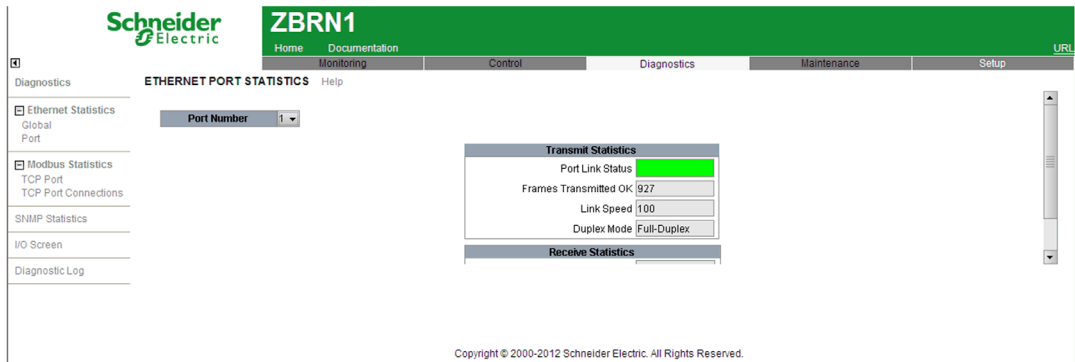 Schneider
Electric
ZBRN1
Home Documentation
URL
Monitoring Control Diagnostics Maintenance Setup
Diagnostics
ETHERNET PORT STATISTICS Help
Ethernet Statistics
Global
Port
Port Number 1
Modbus Statistics
TCP Port
TCP Port Connections
SNMP Statistics
I/O Screen
Diagnostic Log
Transmit Statistics
Port Link Status
Frames Transmitted OK 927
Link Speed 100
Duplex Mode Full-Duplex
Receive Statistics
Copyright © 2000-2012 Schneider Electric. All Rights Reserved.